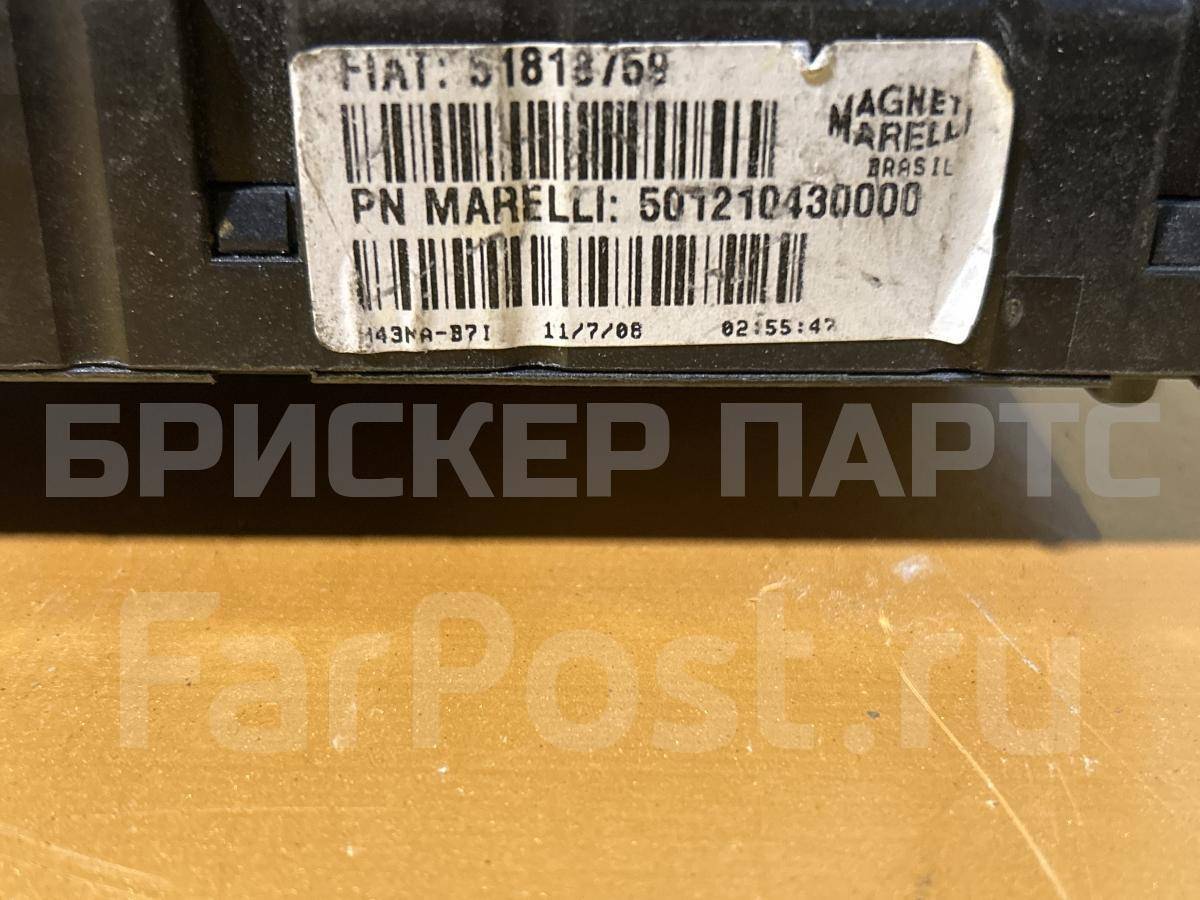 FIAT: 51818759
MAGNETI
MARELLI
BRASIL
PN MARELLI: 501210430000
11/7/08 02:55:47
БРИСКЕР ПАРТС
FarPost.ru